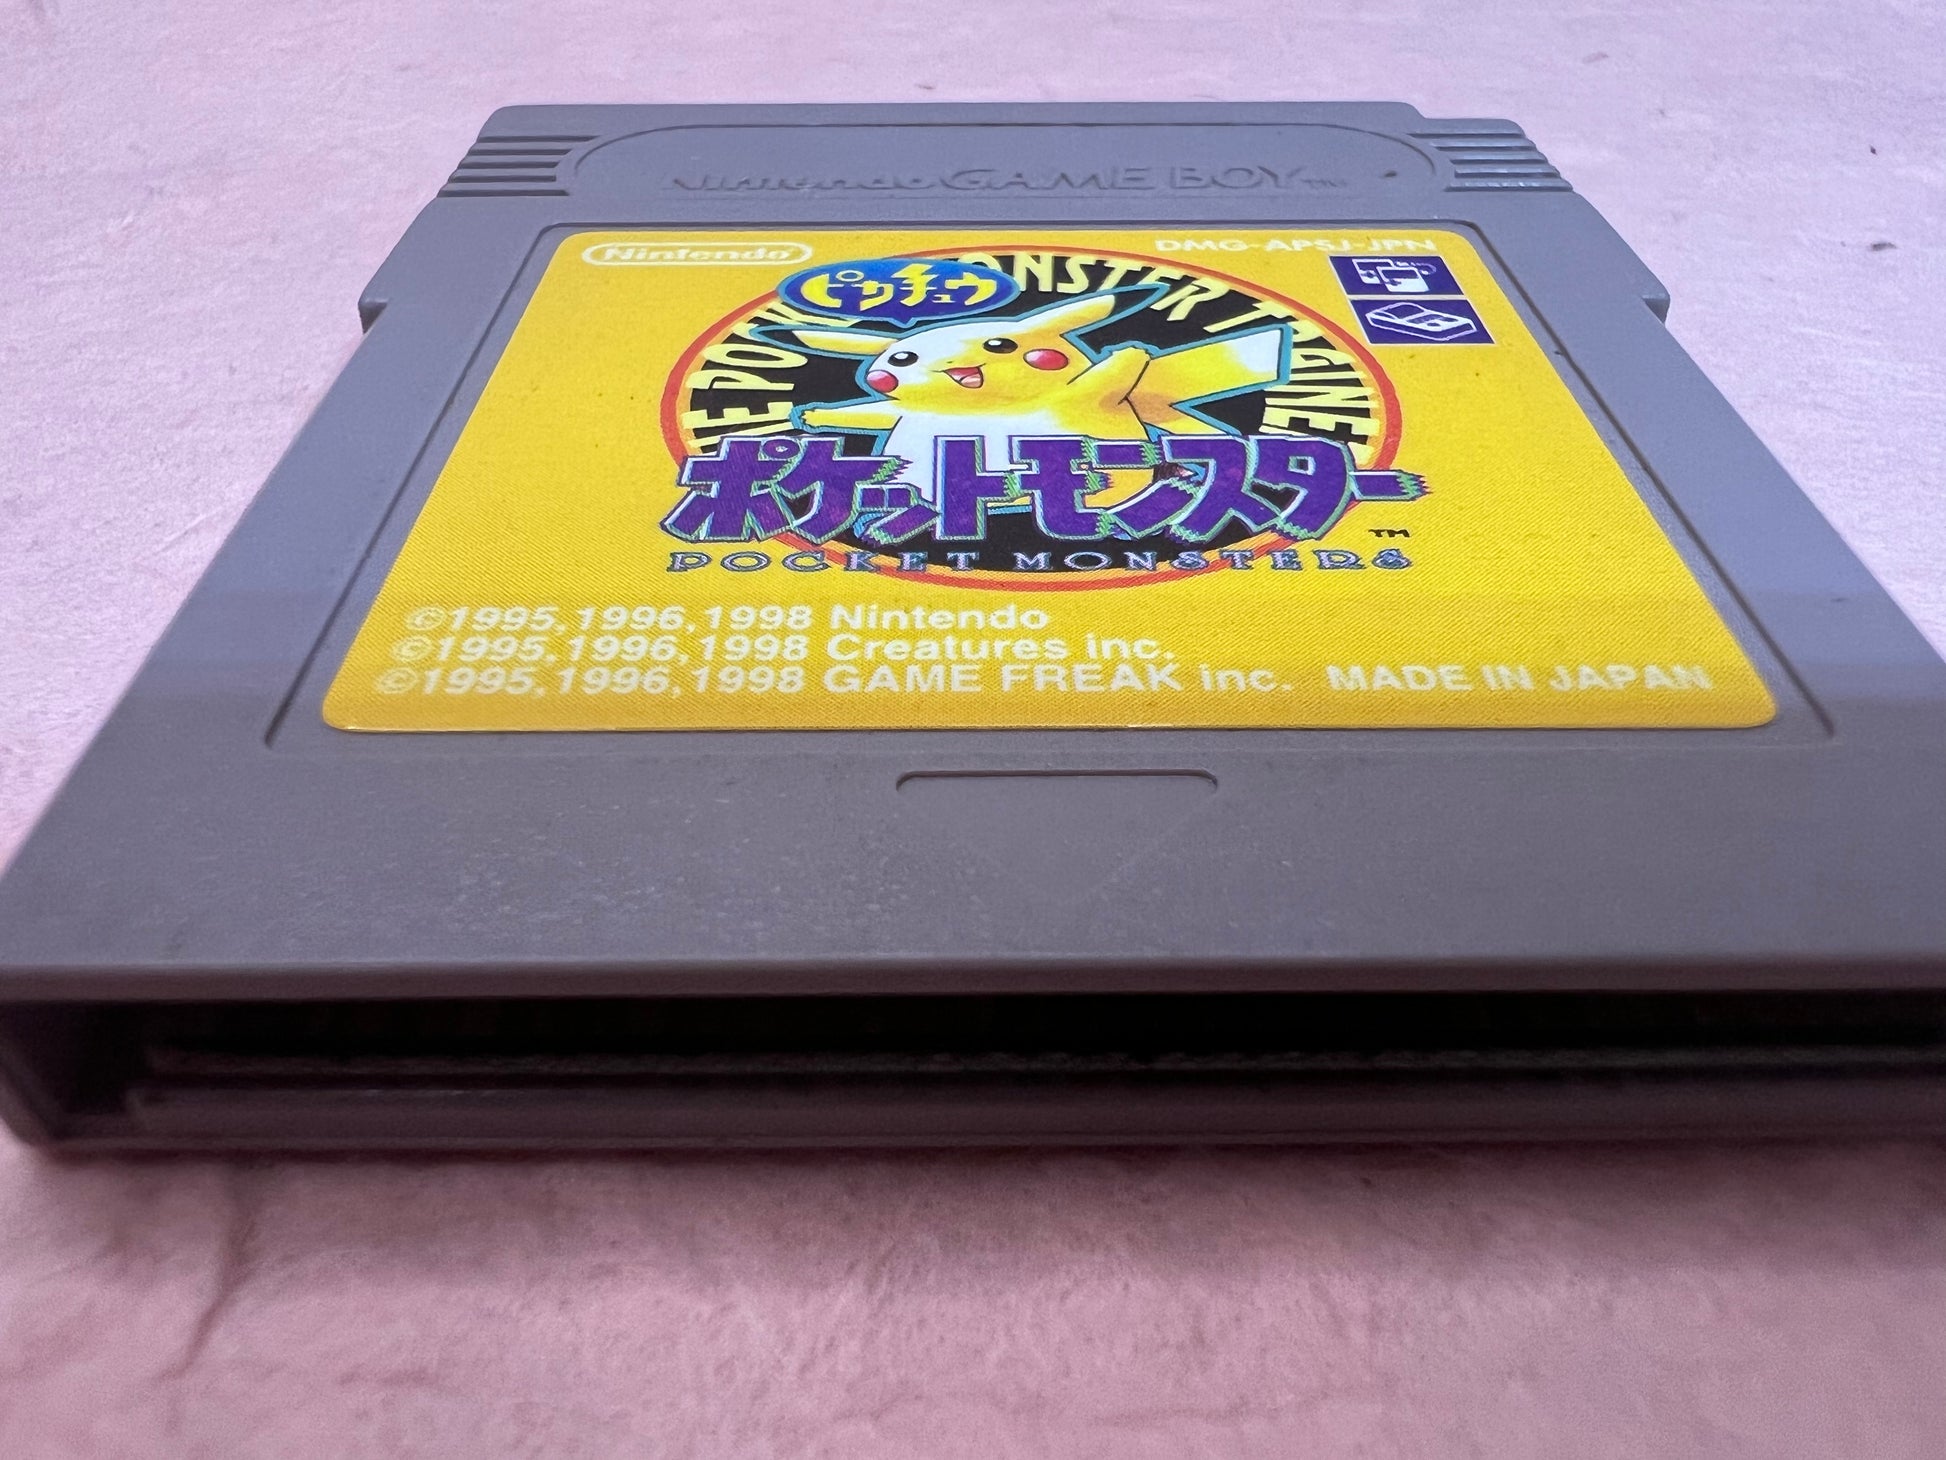 Nintendo GAME BOY™
Nintendo
DMG-APSJ-JPN
ピカチュウ
ポケットモンスター
™
POCKET MONSTERS
©1995,1996,1998 Nintendo
©1995,1996,1998 Creatures inc.
©1995,1996,1998 GAME FREAK inc. MADE IN JAPAN